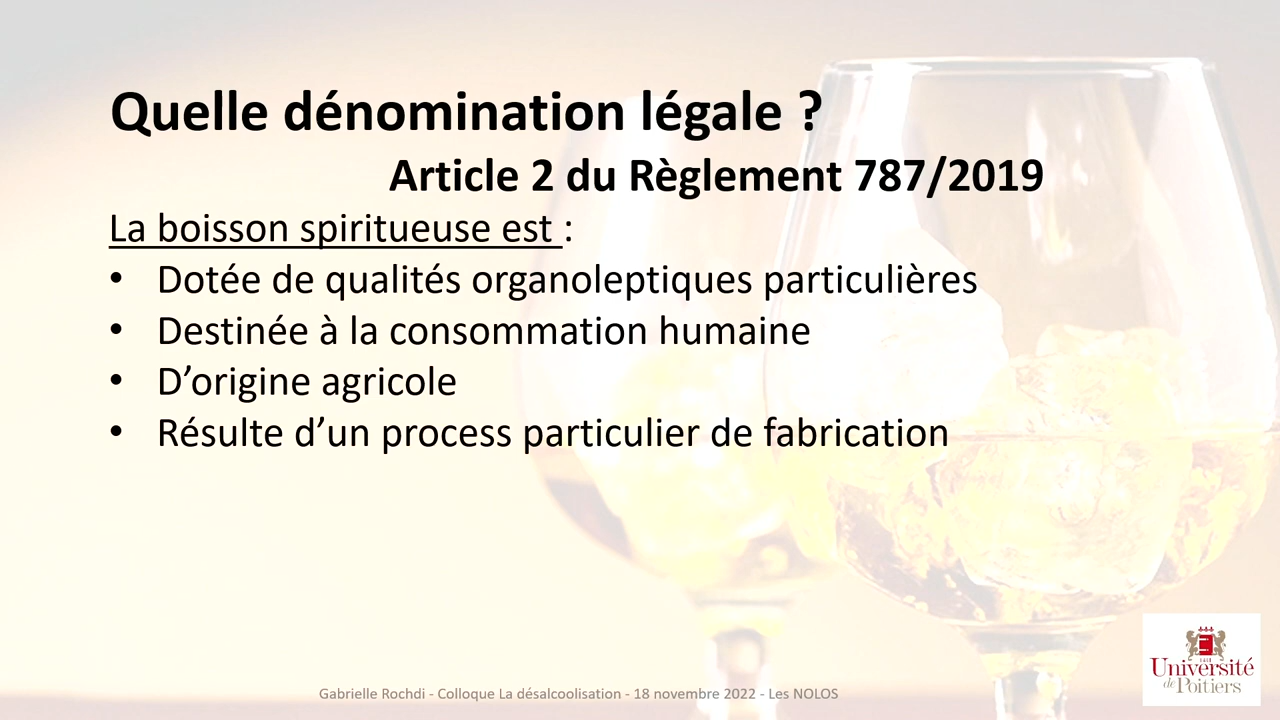 Quelle dénomination légale ?
Article 2 du Règlement 787/2019
La boisson spiritueuse est :
• Dotée de qualités organoleptiques particulières
• Destinée à la consommation humaine
• D’origine agricole
• Résulte d’un process particulier de fabrication
Gabrielle Rochdi - Colloque La désalcoolisation - 18 novembre 2022 - Les NOLOS
Université
de Poitiers